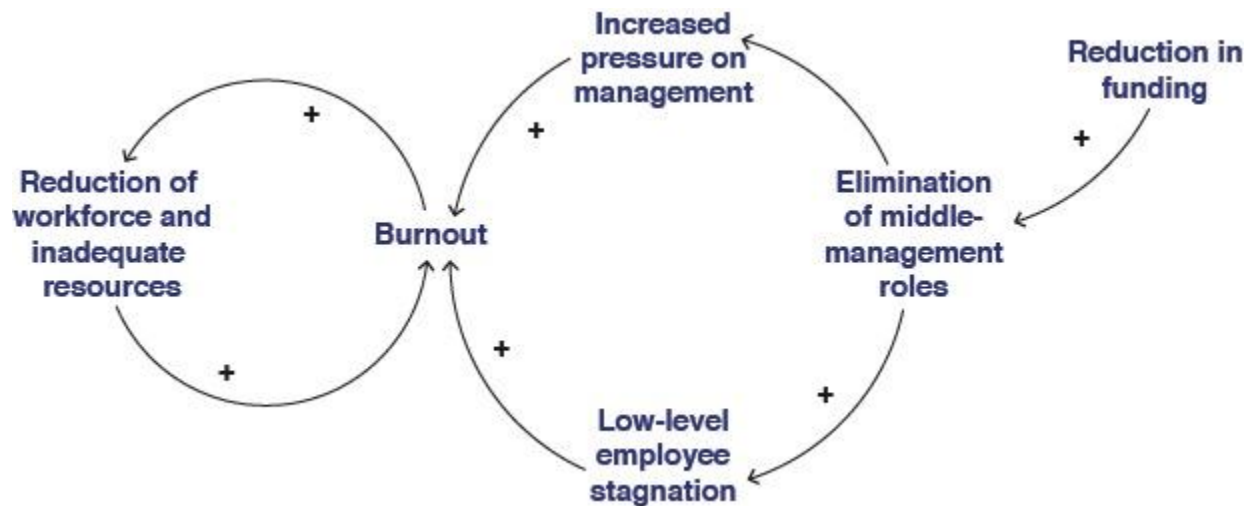 Increased
pressure on
management
Reduction in
funding
+
+
+
Reduction of
workforce and
inadequate
resources
Burnout
Elimination
of middle-
management
roles
+
+
+
Low-level
employee
stagnation